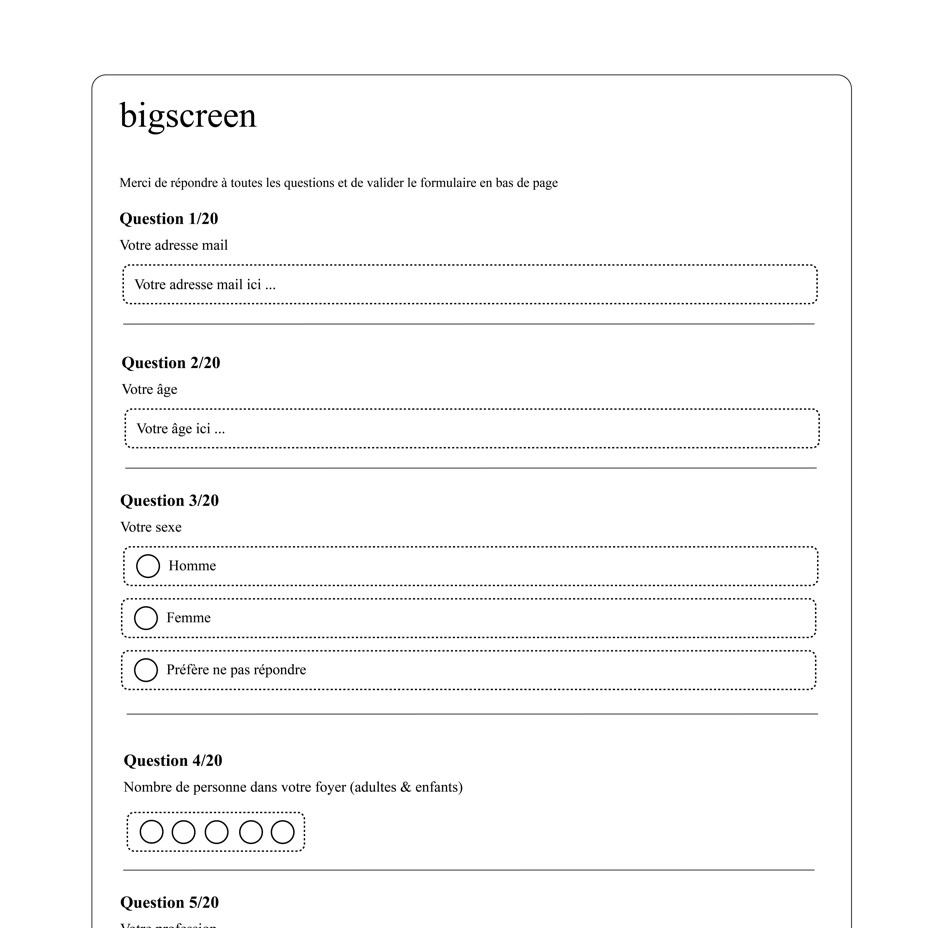 bigscreen
Merci de répondre à toutes les questions et de valider le formulaire en bas de page
Question 1/20
Votre adresse mail
Votre adresse mail ici ...
Question 2/20
Votre âge
Votre âge ici ...
Question 3/20
Votre sexe
Homme
Femme
Préfère ne pas répondre
Question 4/20
Nombre de personne dans votre foyer (adultes & enfants)
Question 5/20
Votre profession